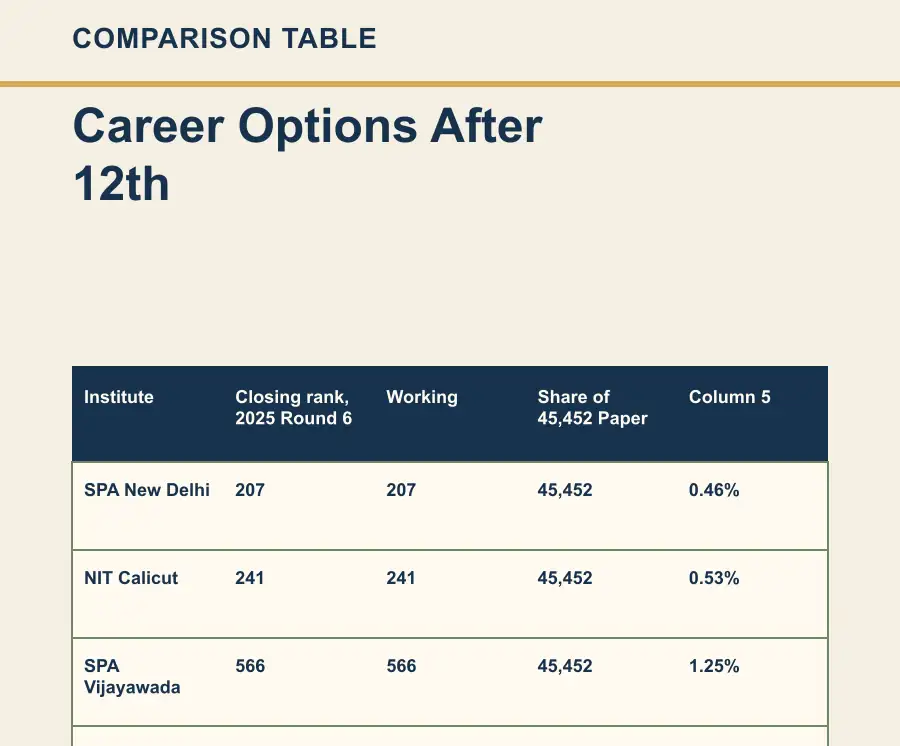 COMPARISON TABLE
Career Options After
12th
Institute
Closing rank,
2025 Round 6
Working
Share of
45,452 Paper
Column 5
SPA New Delhi
207
207
45,452
0.46%
NIT Calicut
241
241
45,452
0.53%
SPA
Vijayawada
566
566
45,452
1.25%